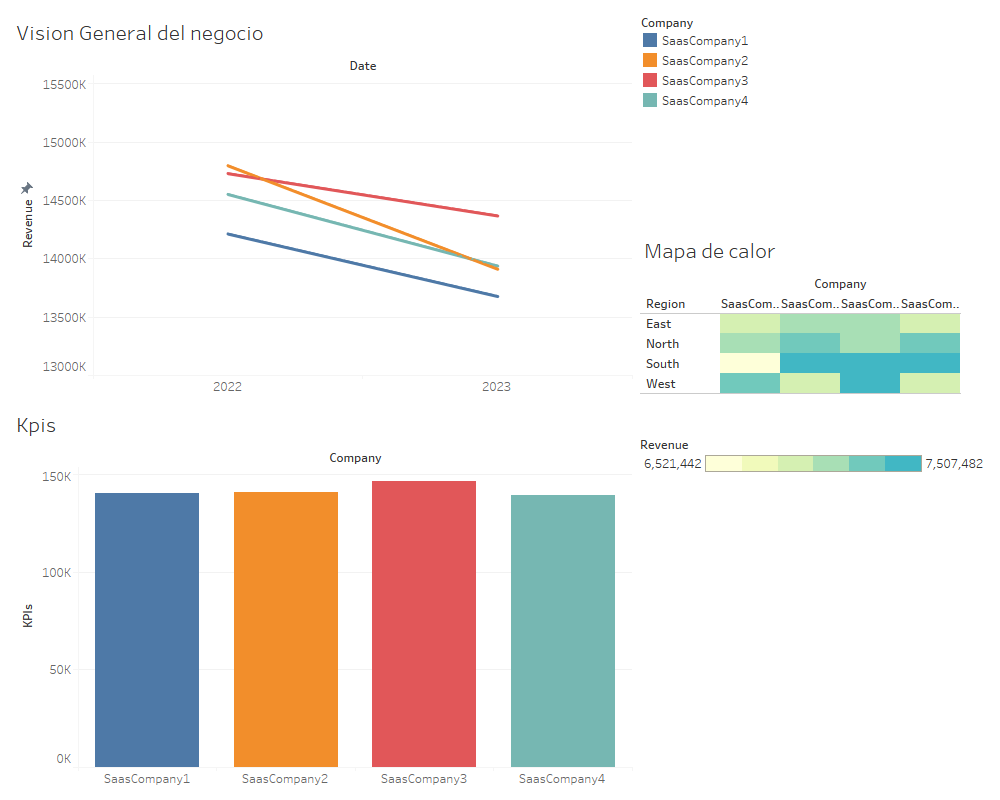 Vision General del negocio
Date
15500K
15000K
14500K
14000K
13500K
13000K
Revenue
2022
2023
Company
SaasCompany1
SaasCompany2
SaasCompany3
SaasCompany4
Mapa de calor
Company
Region SaasCom.. SaasCom.. SaasCom.. SaasCom..
East
North
South
West
Revenue
6,521,442 7,507,482
Kpis
Company
150K
100K
50K
0K
KPIs
SaasCompany1 SaasCompany2 SaasCompany3 SaasCompany4